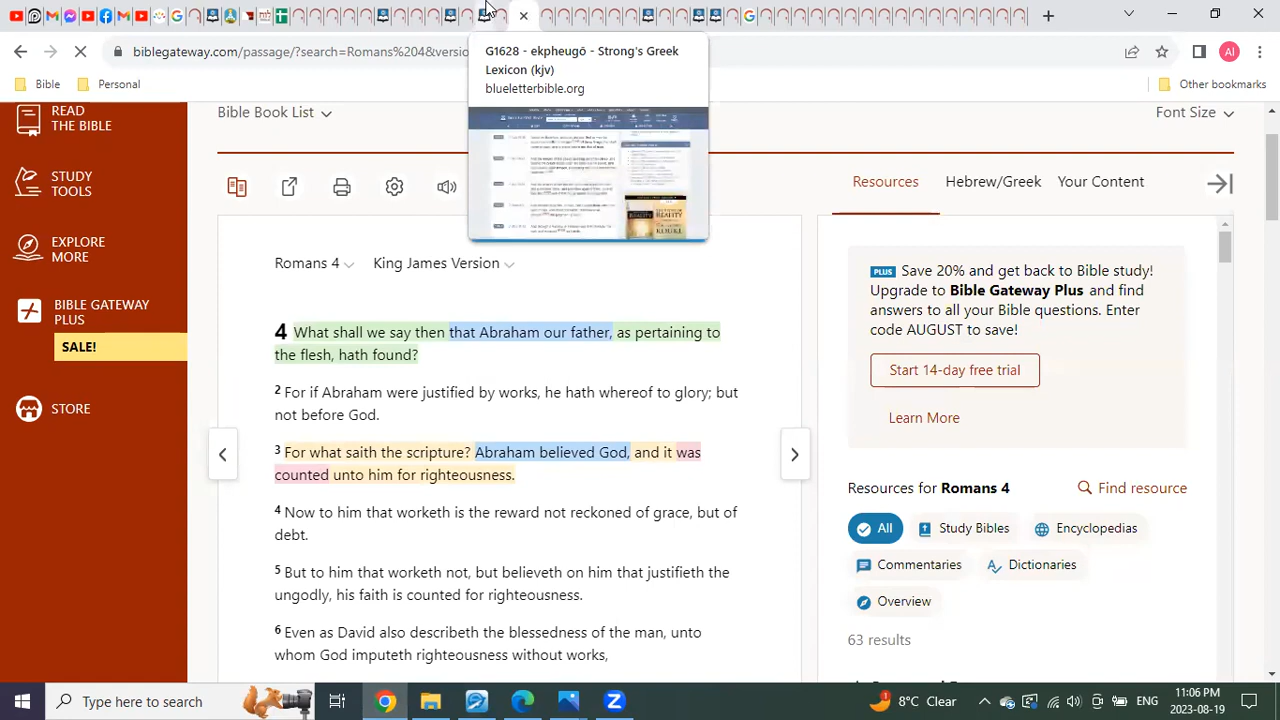 biblegateway.com/passage/?search=Romans%204&versio
G1628 - ekpheugō - Strong's Greek
Lexicon (kjv)
blueletterbible.org
AI
Bible
Personal
Other bookmarks
READ
THE BIBLE
STUDY
TOOLS
EXPLORE
MORE
BIBLE GATEWAY
PLUS
SALE!
STORE
Bible Book List
Font Size
Resources
Your Content
Romans 4
King James Version
4 What shall we say then that Abraham our father, as pertaining to
the flesh, hath found?
2 For if Abraham were justified by works, he hath whereof to glory; but
not before God.
3 For what saith the scripture? Abraham believed God, and it was
counted unto him for righteousness.
4 Now to him that worketh is the reward not reckoned of grace, but of
debt.
5 But to him that worketh not, but believeth on him that justifieth the
ungodly, his faith is counted for righteousness.
6 Even as David also describeth the blessedness of the man, unto
whom God imputeth righteousness without works,
PLUS Save 20% and get back to Bible study!
Upgrade to Bible Gateway Plus and find
answers to all your Bible questions. Enter
code AUGUST to save!
Start 14-day free trial
Learn More
Resources for Romans 4
Find resource
All
Study Bibles
Encyclopedias
Commentaries
Dictionaries
Overview
63 results
Type here to search
1
8°C Clear
ENG
11:06 PM
2023-08-19